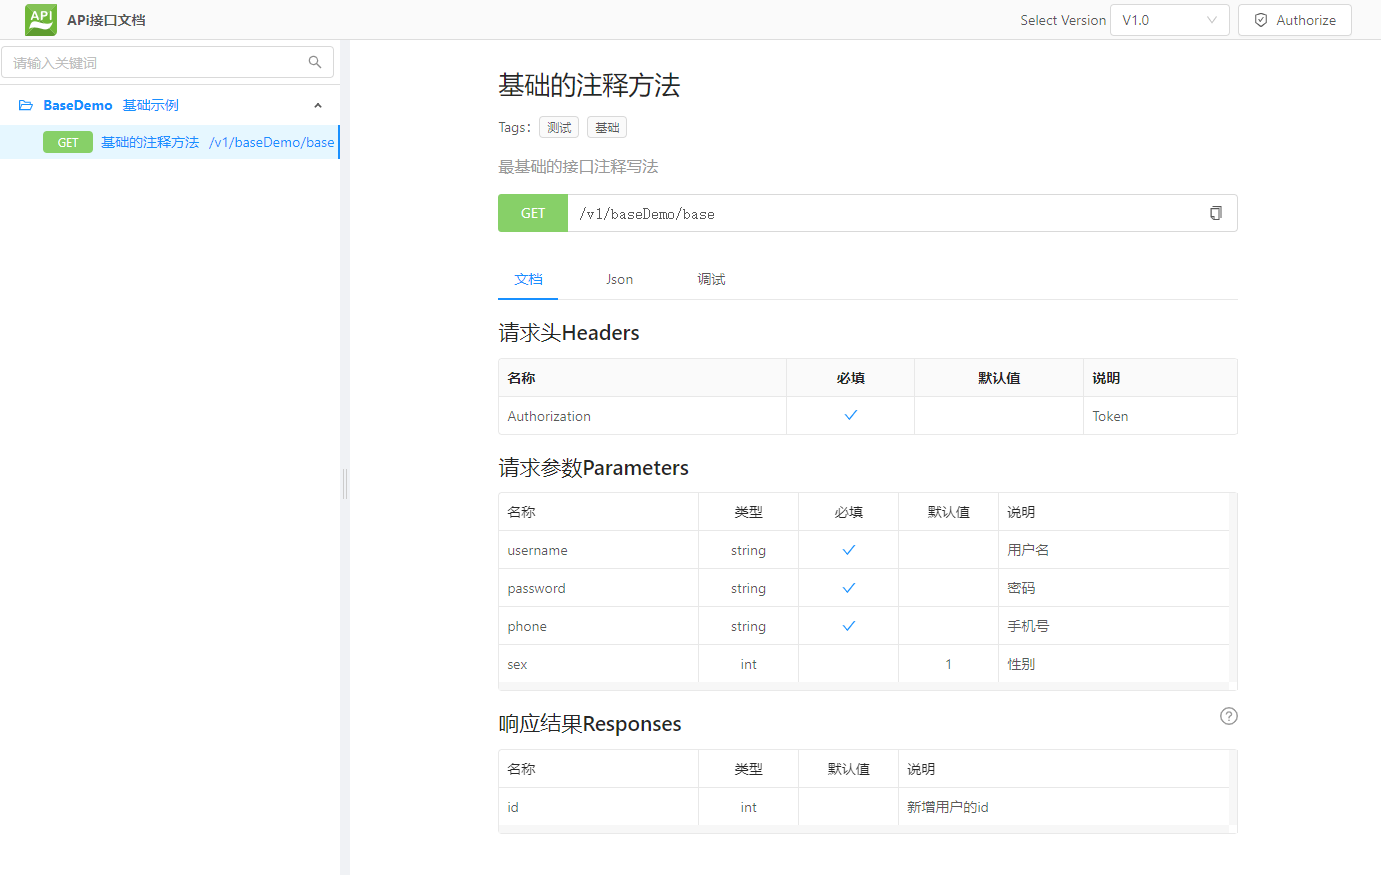 API APi接口文档 Select Version V1.0 Authorize
请输入关键词
BaseDemo 基础示例
GET 基础的注释方法 /v1/baseDemo/base
基础的注释方法
Tags: 测试 基础
最基础的接口注释写法
GET /v1/baseDemo/base
文档 Json 调试
请求头Headers
名称 必填 默认值 说明
Authorization Token
请求参数Parameters
名称 类型 必填 默认值 说明
username string 用户名
password string 密码
phone string 手机号
sex int 1 性别
响应结果Responses
名称 类型 默认值 说明
id int 新增用户的id